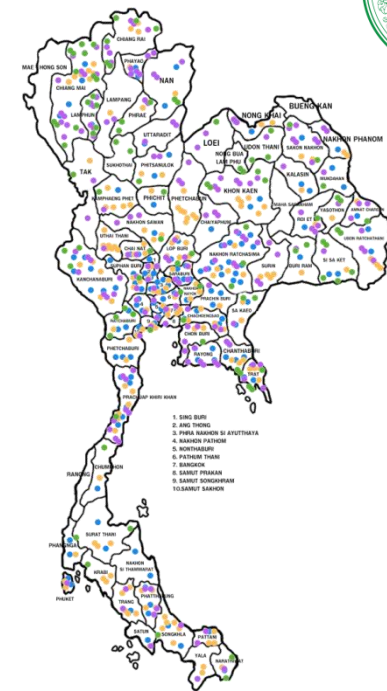 CHIANG RAI
MAE HONG SON
PHAYAO
NAN
CHIANG MAI
LAMPANG
LAMPHUN
PHRAE
UTTARADIT
LOEI
NONG KHAI
BUENG KAN
UDON THANI
NAKHON PHANOM
SAKON NAKHON
NONG BUA
LAM PHU
SUKHOTHAI
PHITSANULOK
TAK
KHON KAEN
KALASIN
MUKDAHAN
KAMPHAENG PHET
PHICHIT
PHETCHABUN
MAHA SARAKHAM
ROI ET
YASOTHON
AMNAT CHAROEN
CHAIYAPHUM
NAKHON SAWAN
UBON RATCHATHANI
UTHAI THANI
CHAI NAT
LOP BURI
NAKHON RATCHASIMA
SURIN
BURI RAM
SI SA KET
SUPHAN BURI
SARABURI
KANCHANABURI
NAKHON
NAYOK
PRACHIN BURI
SA KAEO
CHACHOENGSAO
RATCHABURI
CHON BURI
RAYONG
CHANTHABURI
TRAT
PHETCHABURI
PRACHUAP KHIRI KHAN
1. SING BURI
2. ANG THONG
3. PHRA NAKHON SI AYUTTHAYA
4. NAKHON PATHOM
5. NONTHABURI
6. PATHUM THANI
7. BANGKOK
8. SAMUT PRAKAN
9. SAMUT SONGKHRAM
10.SAMUT SAKHON
CHUMPHON
RANONG
SURAT THANI
PHANGNGA
NAKHON
SI THAMMARAT
KRABI
PHUKET
TRANG
PHATTHALUNG
SATUN
SONGKHLA
PATTANI
YALA
NARATHIWAT